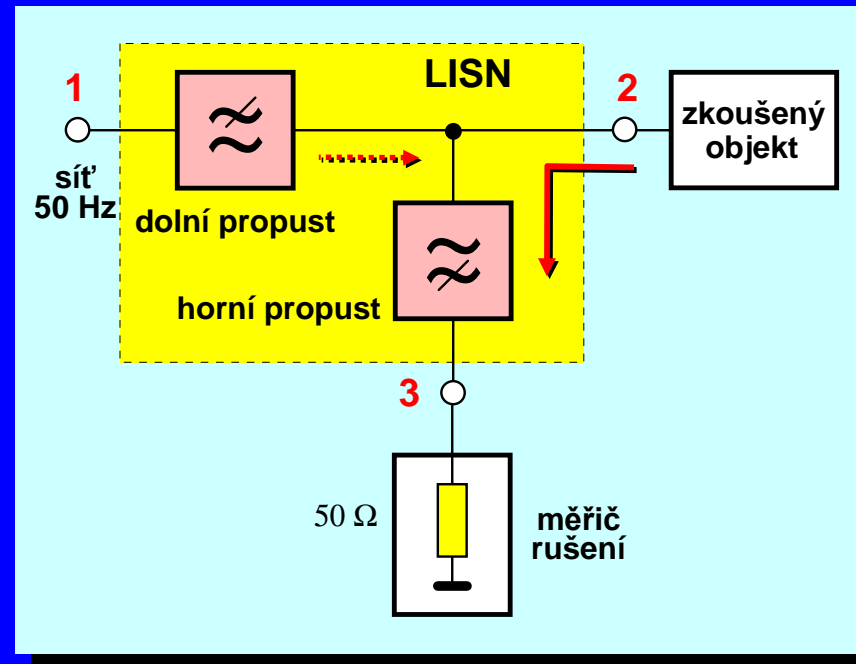 LISN
1
2
síť
50 Hz
dolní propust
zkoušený
objekt
horní propust
3
50 Ω
měřič
rušení